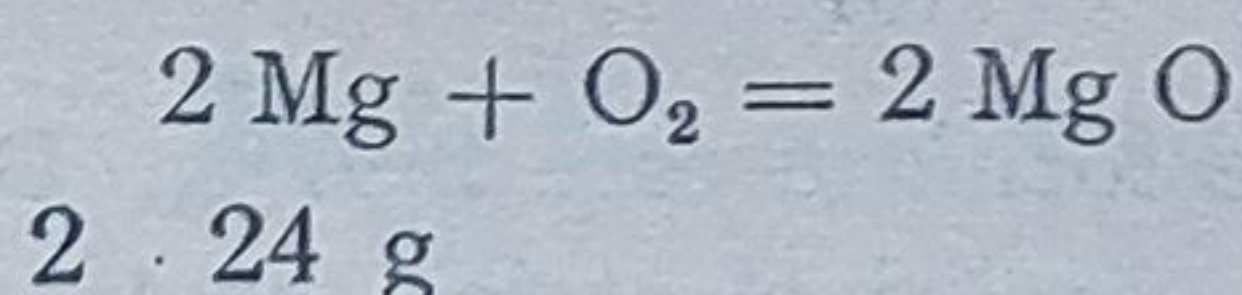 2 Mg + O₂ = 2 Mg O
2 · 24 g